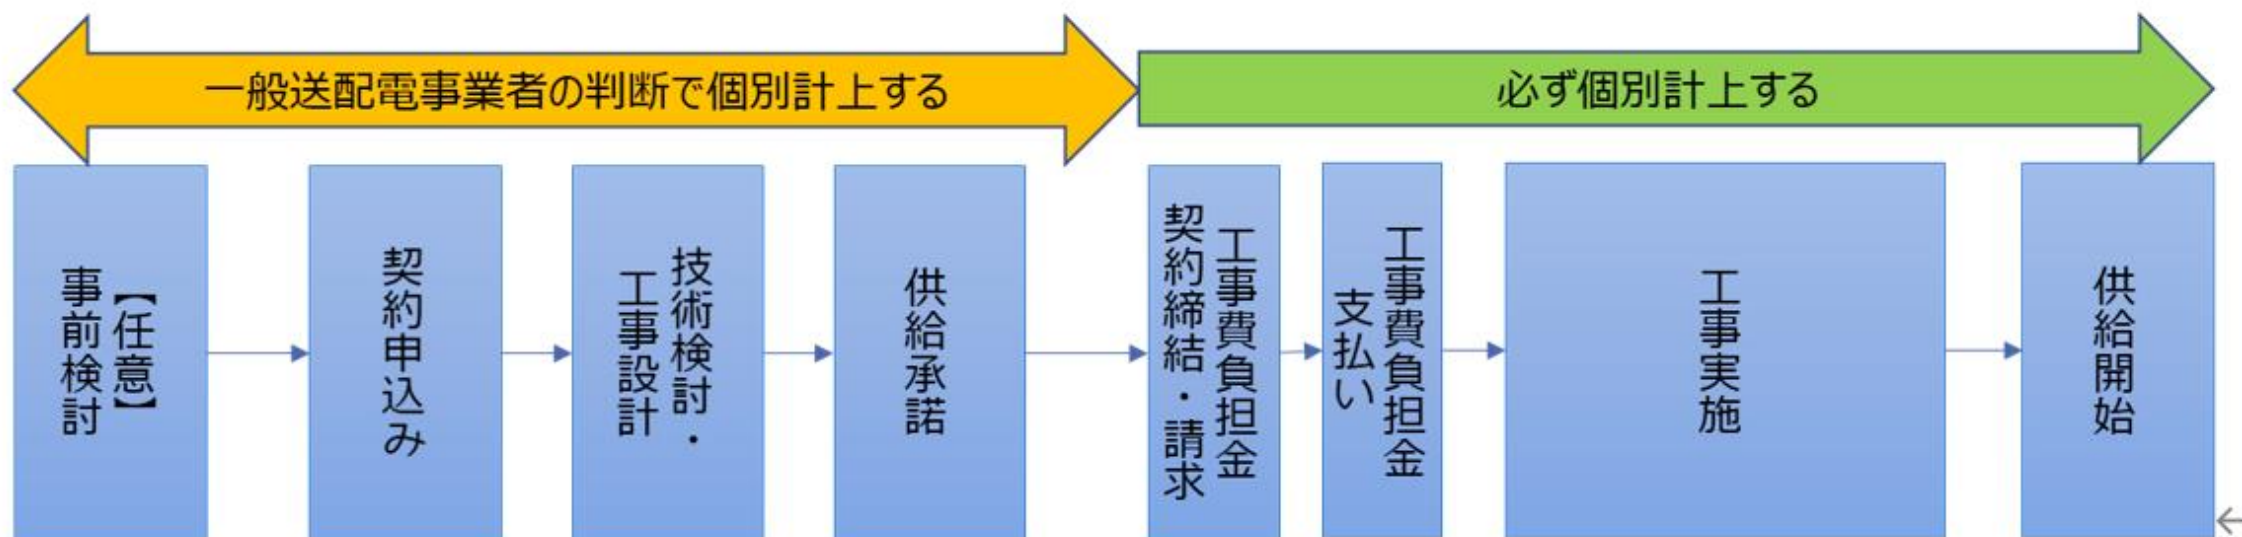 一般送配電事業者の判断で個別計上する
必ず個別計上する
【任意】
事前検討
契約申込み
技術検討・
工事設計
供給承諾
工事費負担金
契約締結・請求
工事費負担金
支払い
工事実施
供給開始